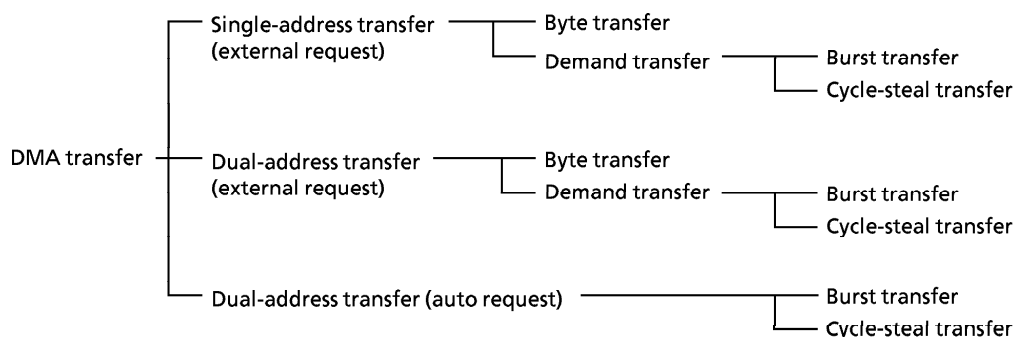 Single-address transfer
(external request)
Byte transfer
Demand transfer
Burst transfer
Cycle-steal transfer
DMA transfer
Dual-address transfer
(external request)
Byte transfer
Demand transfer
Burst transfer
Cycle-steal transfer
Dual-address transfer (auto request)
Burst transfer
Cycle-steal transfer